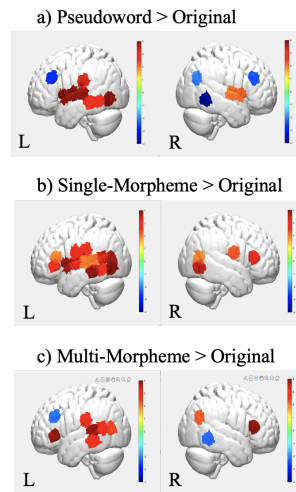 a) Pseudoword > Original
L
R
b) Single-Morpheme > Original
L
R
c) Multi-Morpheme > Original
L
R